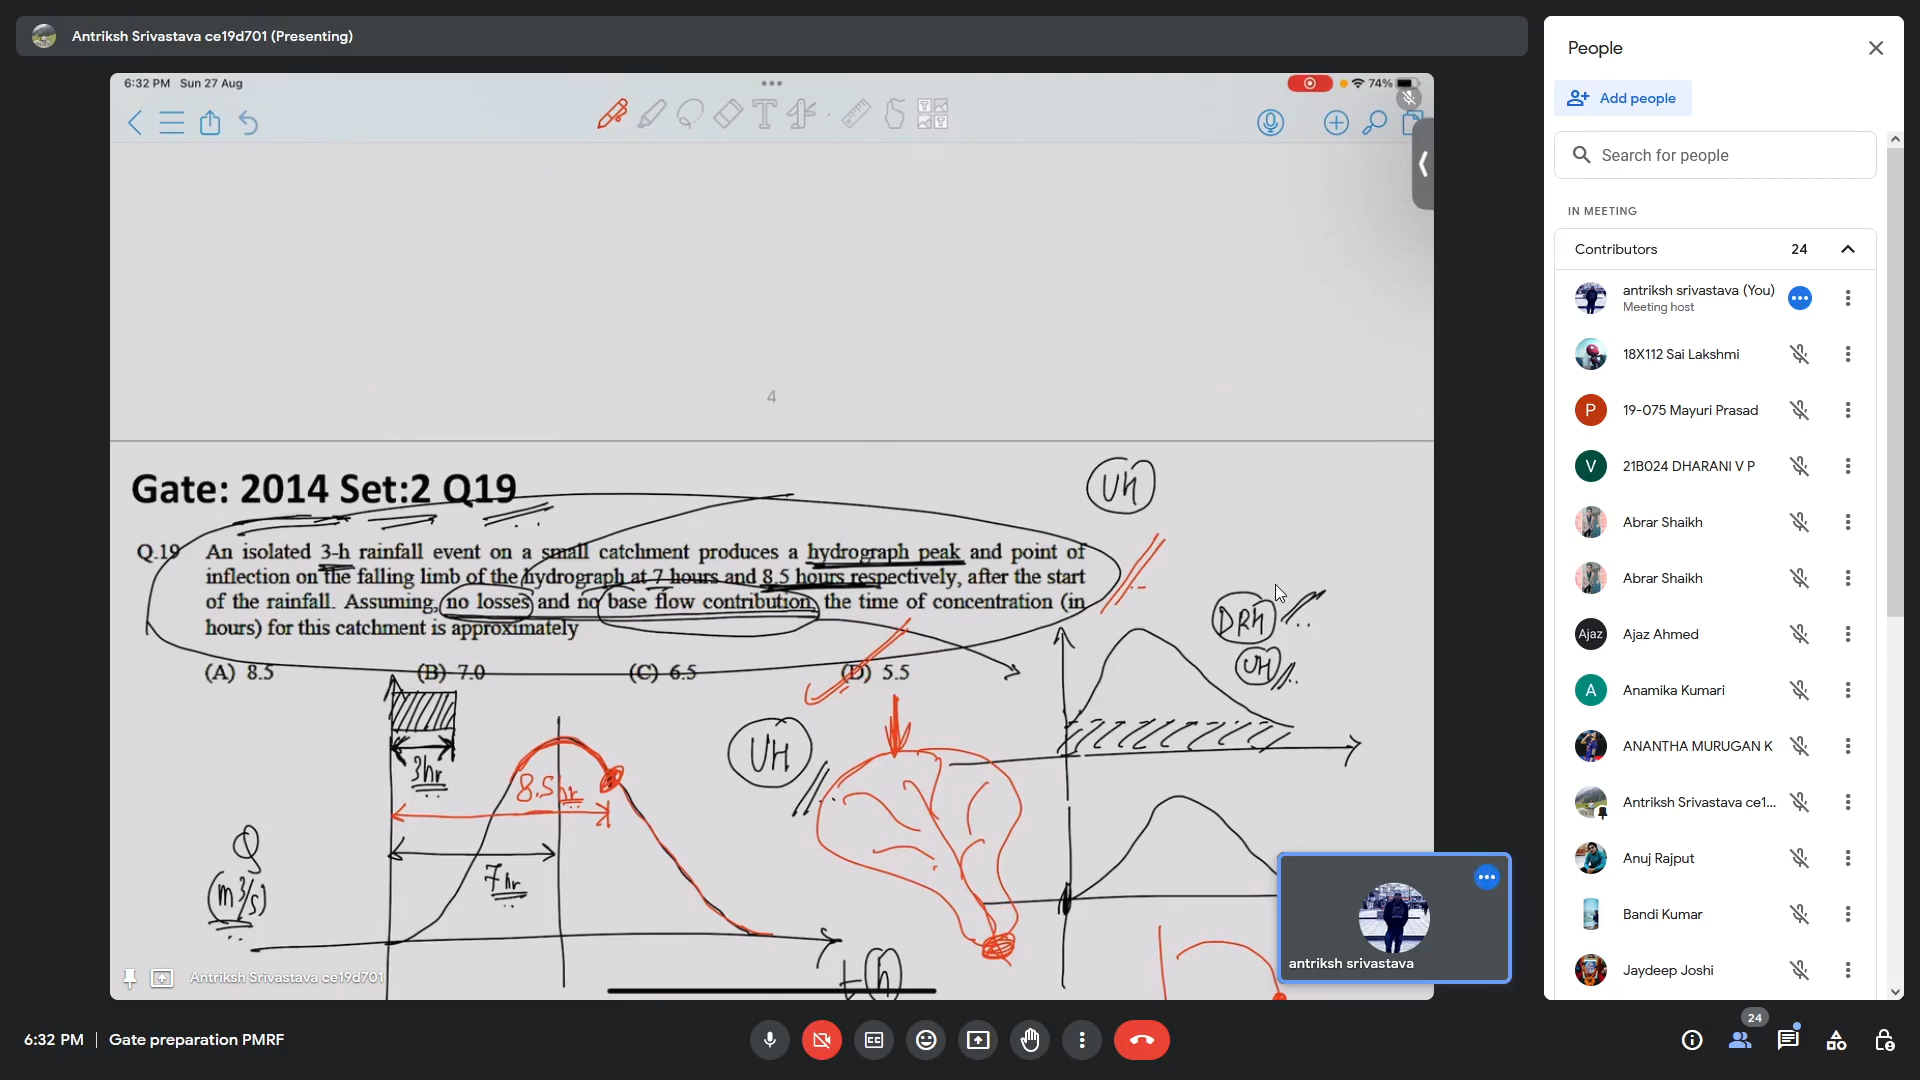 Antriksh Srivastava ce19d701 (Presenting)
6:32 PM Sun 27 Aug
74%
4
Gate: 2014 Set:2 Q19
Q.19 An isolated 3-h rainfall event on a small catchment produces a hydrograph peak and point of
inflection on the falling limb of the hydrograph at 7 hours and 8.5 hours respectively, after the start
of the rainfall. Assuming, no losses and no base flow contribution, the time of concentration (in
hours) for this catchment is approximately
(A) 8.5 (B) 7.0 (C) 6.5 (D) 5.5
UH
DRH
UH
UH
3hr
8.5hr
7hr
Q
(m³/s)
t(h)
Antriksh Srivastava ce19d701
antriksh srivastava
People
Add people
Search for people
IN MEETING
Contributors 24
antriksh srivastava (You)
Meeting host
18X112 Sai Lakshmi
P 19-075 Mayuri Prasad
V 21B024 DHARANI V P
Abrar Shaikh
Abrar Shaikh
Ajaz Ajaz Ahmed
A Anamika Kumari
ANANTHA MURUGAN K
Antriksh Srivastava ce1...
Anuj Rajput
Bandi Kumar
Jaydeep Joshi
6:32 PM | Gate preparation PMRF
24